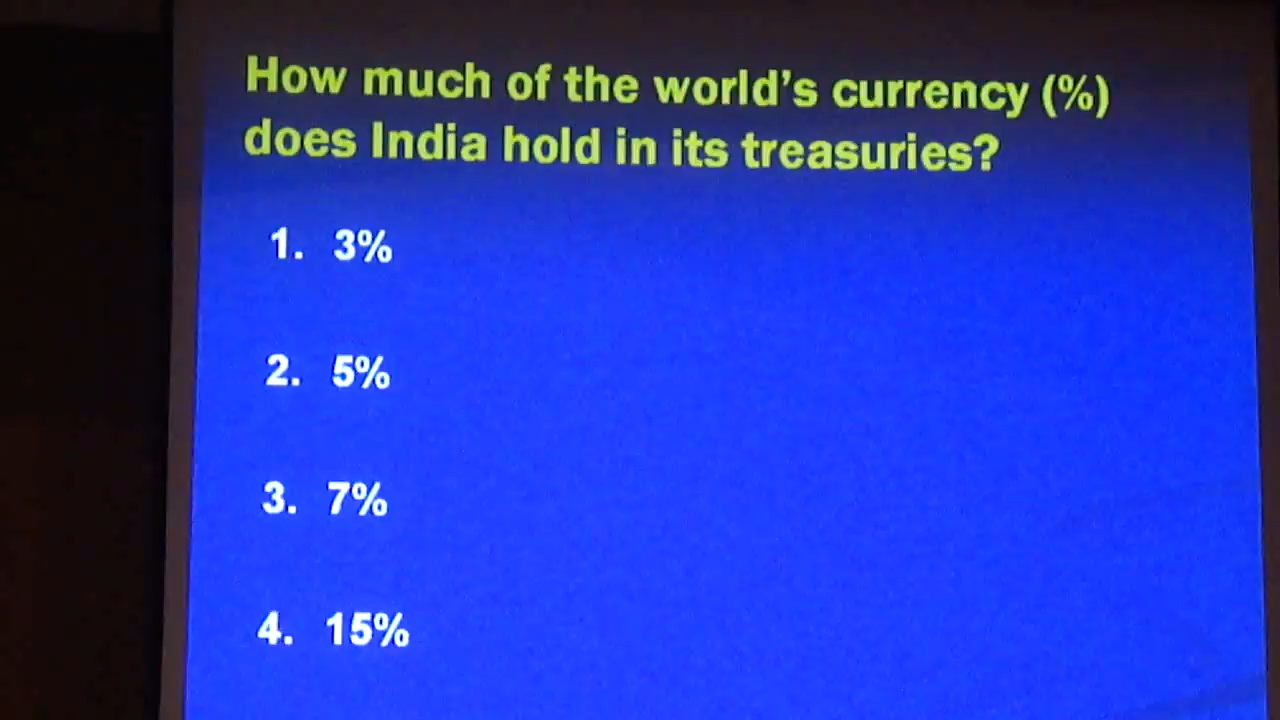 How much of the world's currency (%)
does India hold in its treasuries?
1. 3%
2. 5%
3. 7%
4. 15%